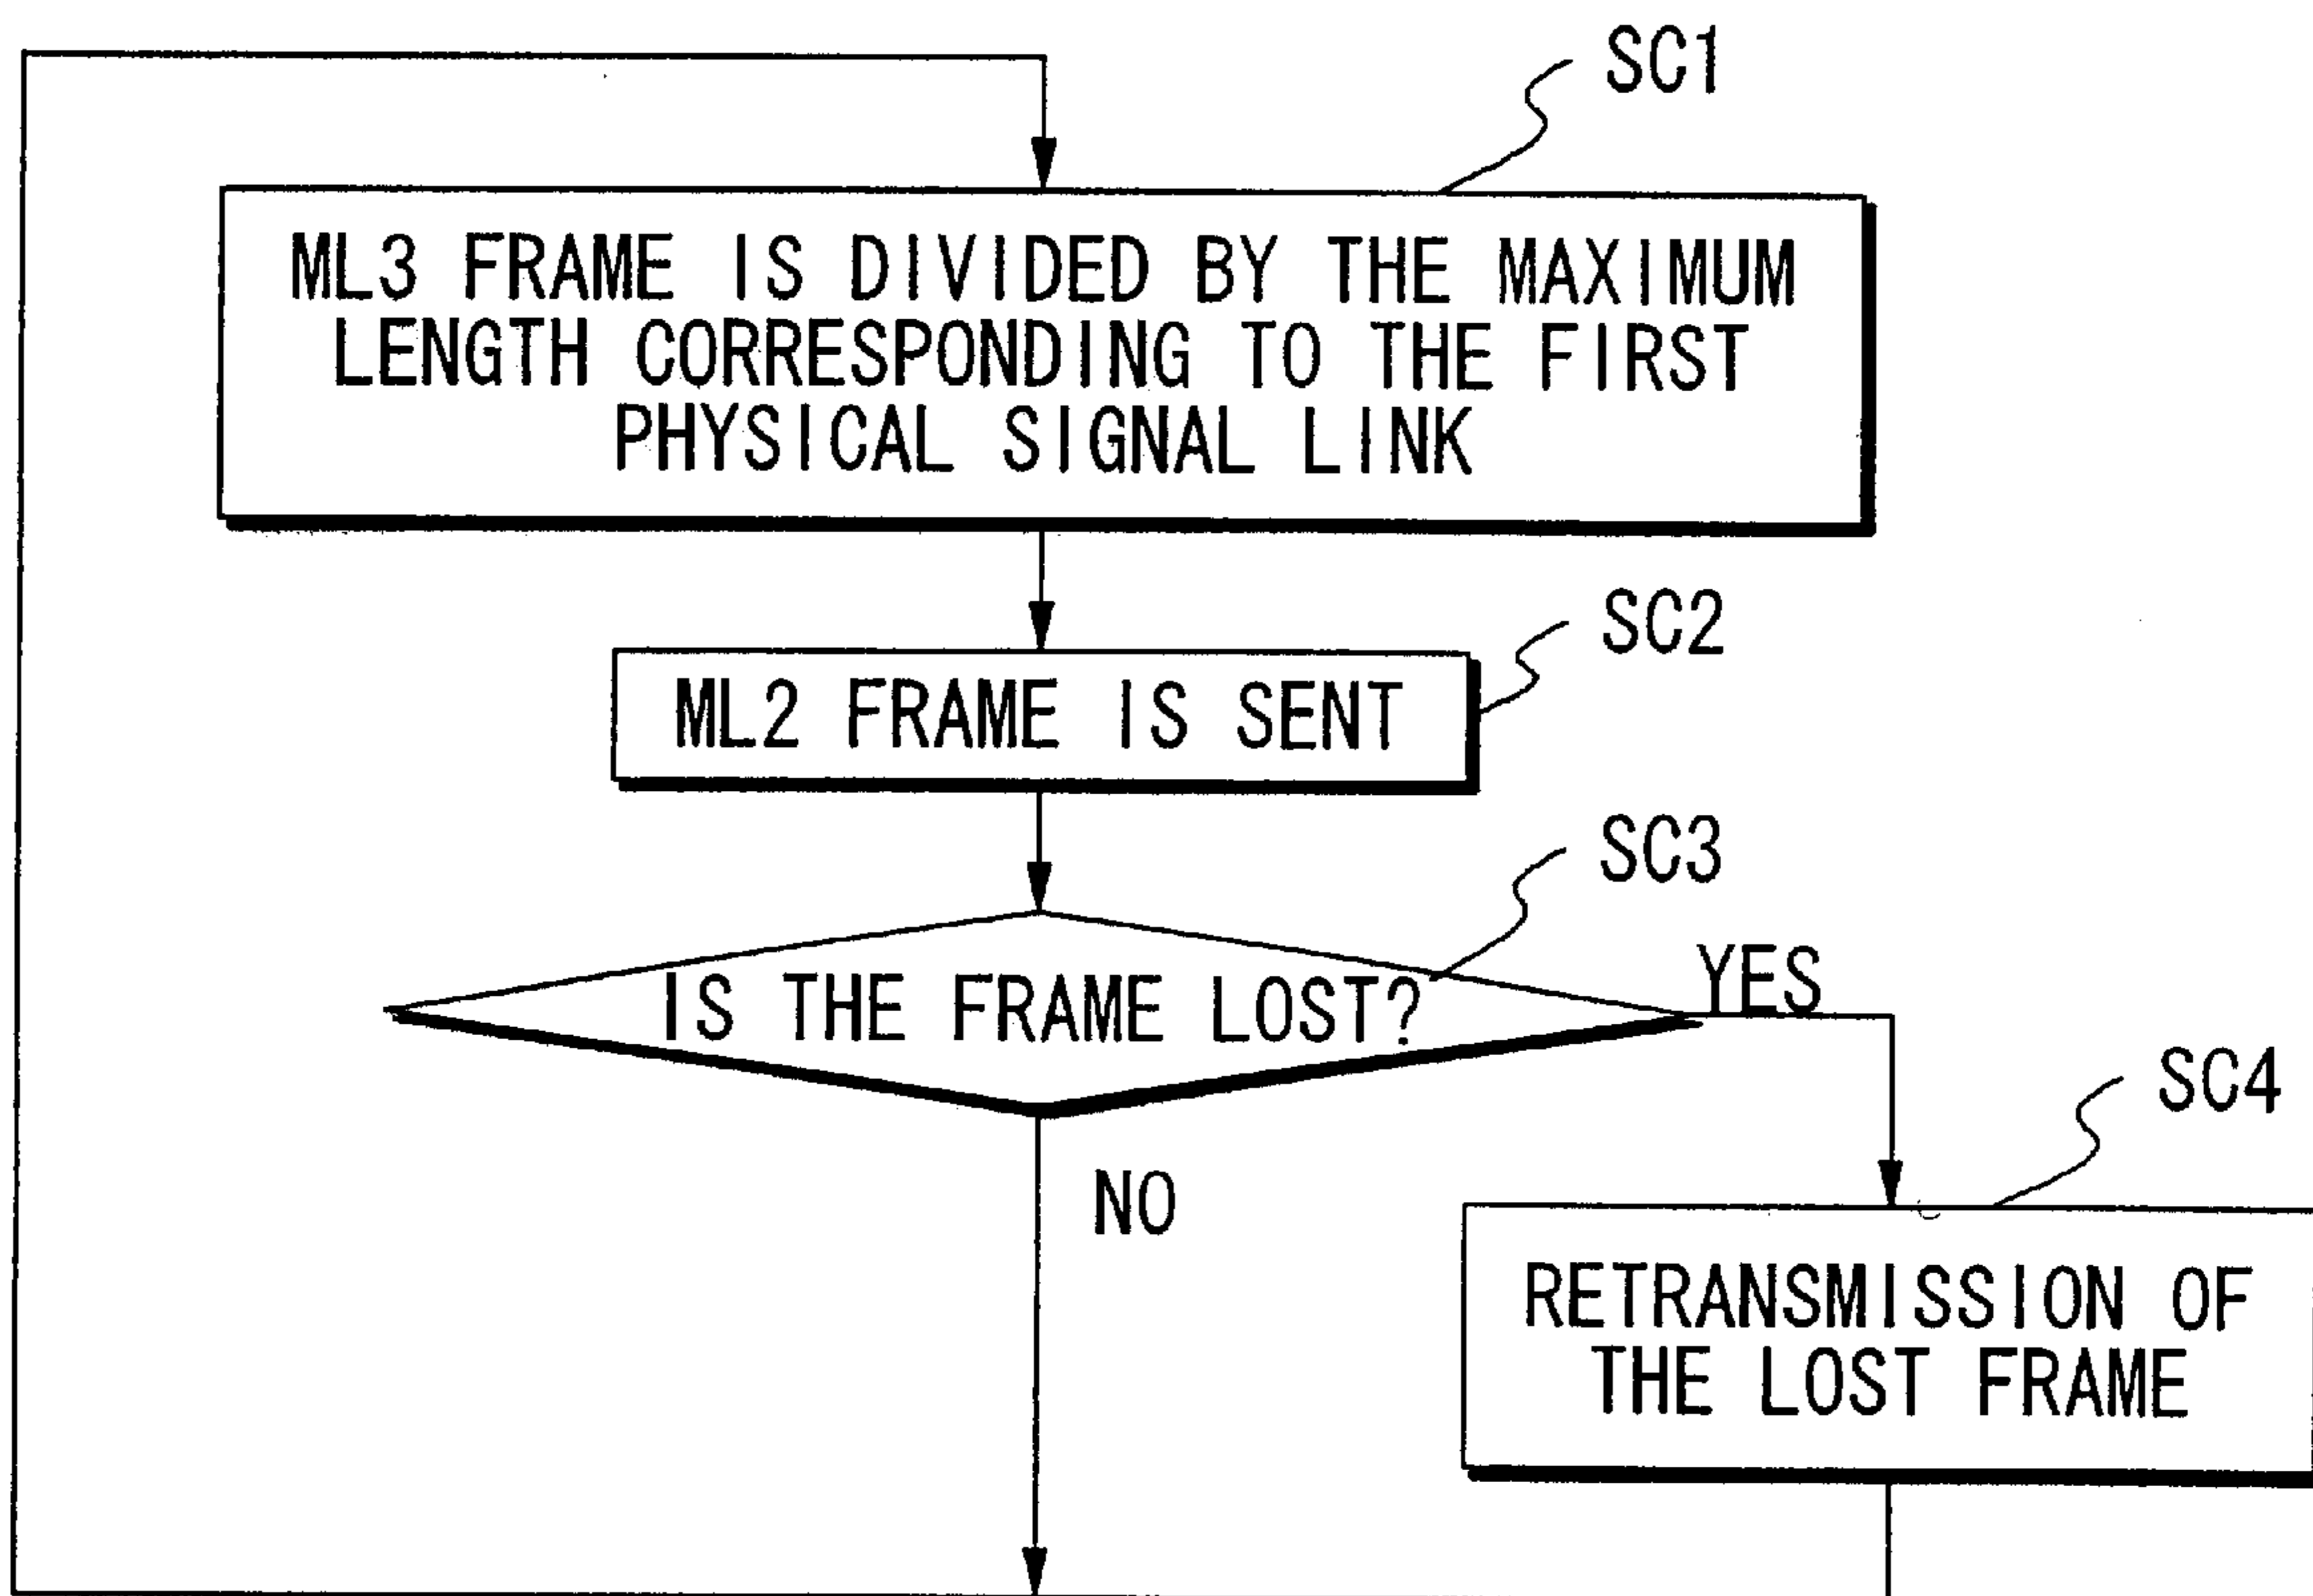 SC1
ML3 FRAME IS DIVIDED BY THE MAXIMUM
LENGTH CORRESPONDING TO THE FIRST
PHYSICAL SIGNAL LINK
SC2
ML2 FRAME IS SENT
SC3
IS THE FRAME LOST?
YES
SC4
NO
RETRANSMISSION OF
THE LOST FRAME